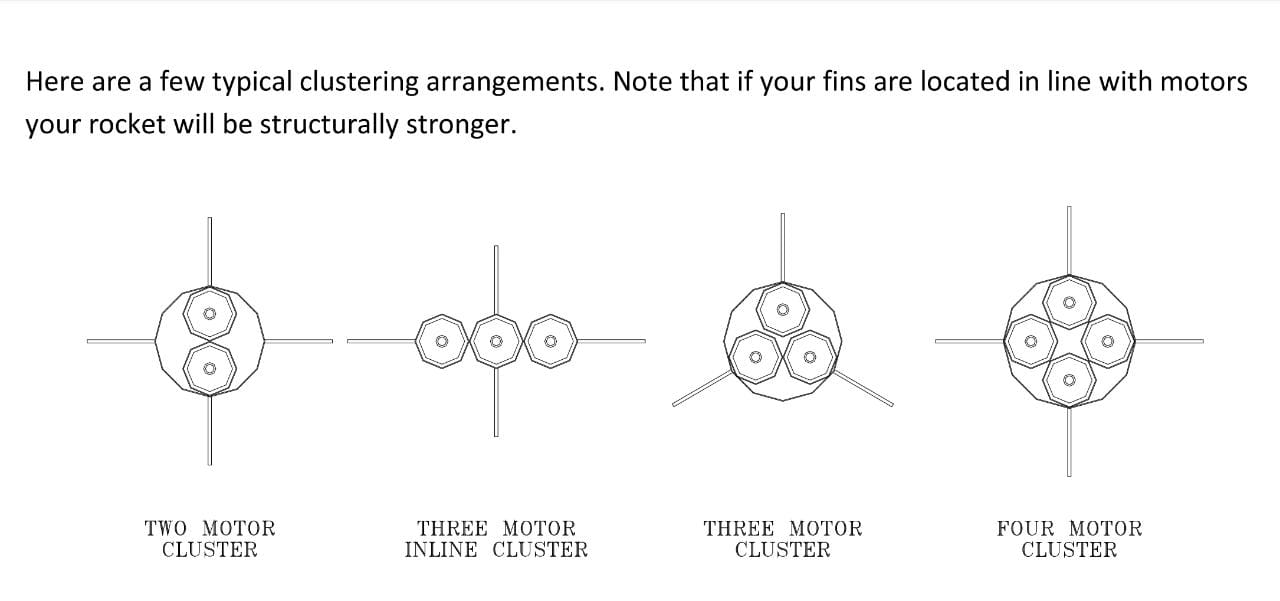 Here are a few typical clustering arrangements. Note that if your fins are located in line with motors
your rocket will be structurally stronger.
TWO MOTOR
CLUSTER
THREE MOTOR
INLINE CLUSTER
THREE MOTOR
CLUSTER
FOUR MOTOR
CLUSTER